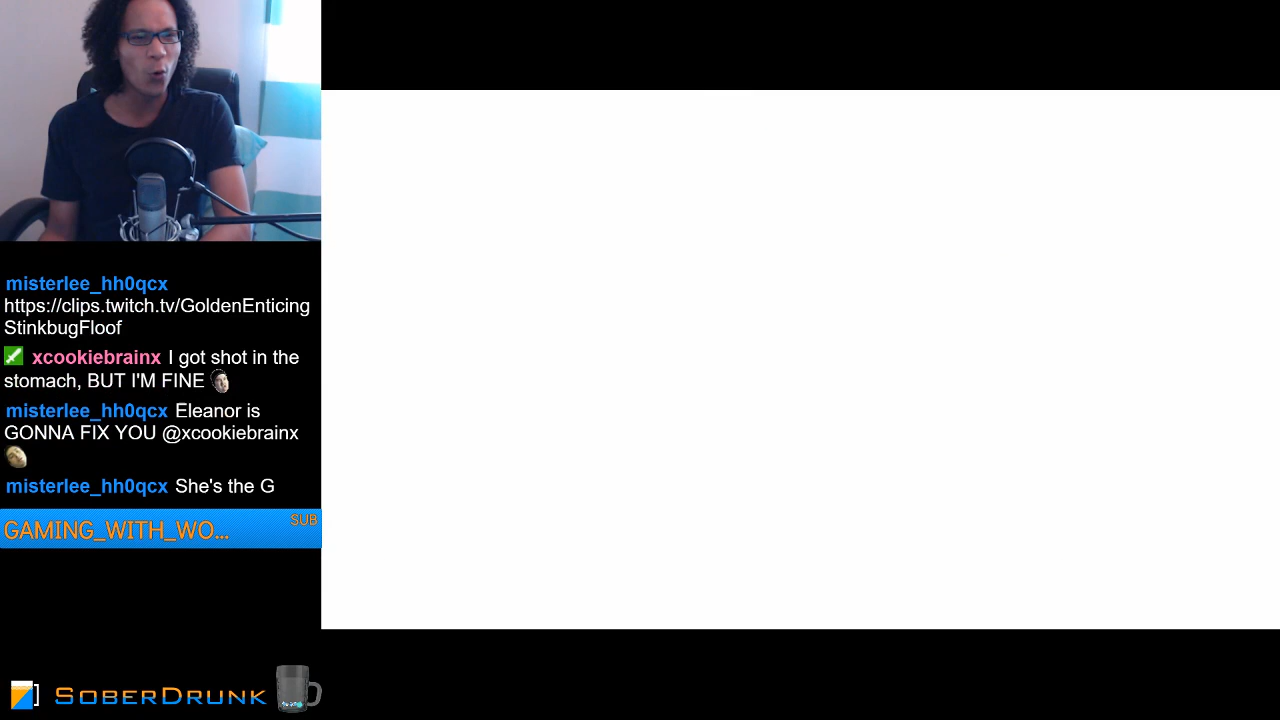 misterlee_hh0qcx
https://clips.twitch.tv/GoldenEnticing
StinkbugFloof
xcookiebrainx I got shot in the
stomach, BUT I'M FINE
misterlee_hh0qcx Eleanor is
GONNA FIX YOU @xcookiebrainx
misterlee_hh0qcx She's the G
GAMING_WITH_WO... SUB
SOBERDRUNK